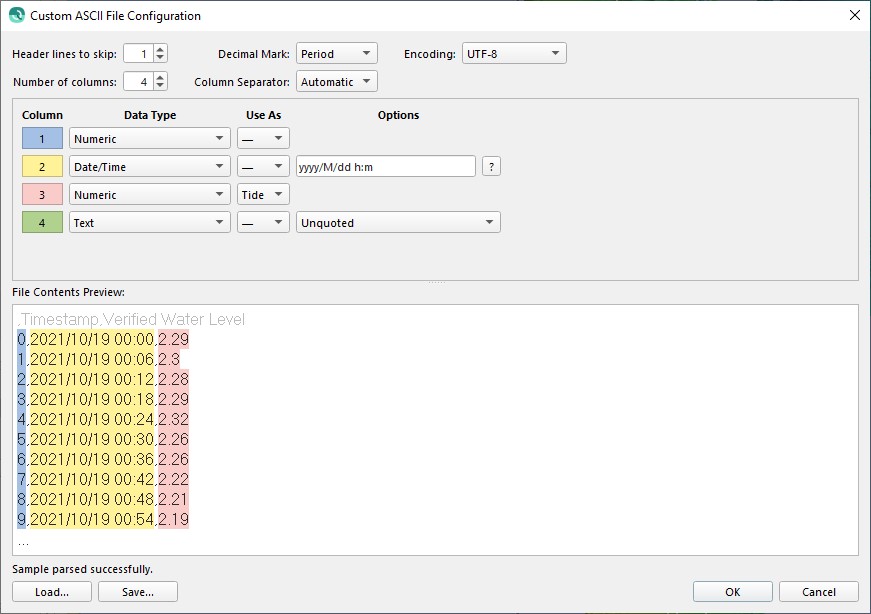 Custom ASCII File Configuration
Header lines to skip: 1 Decimal Mark: Period Encoding: UTF-8
Number of columns: 4 Column Separator: Automatic
Column Data Type Use As Options
1 Numeric —
2 Date/Time — yyyy/M/dd h:m ?
3 Numeric Tide
4 Text — Unquoted
File Contents Preview:
,Timestamp,Verified Water Level
0,2021/10/19 00:00,2.29
1,2021/10/19 00:06,2.3
2,2021/10/19 00:12,2.28
3,2021/10/19 00:18,2.29
4,2021/10/19 00:24,2.32
5,2021/10/19 00:30,2.26
6,2021/10/19 00:36,2.26
7,2021/10/19 00:42,2.22
8,2021/10/19 00:48,2.21
9,2021/10/19 00:54,2.19
...
Sample parsed successfully.
Load... Save... OK Cancel